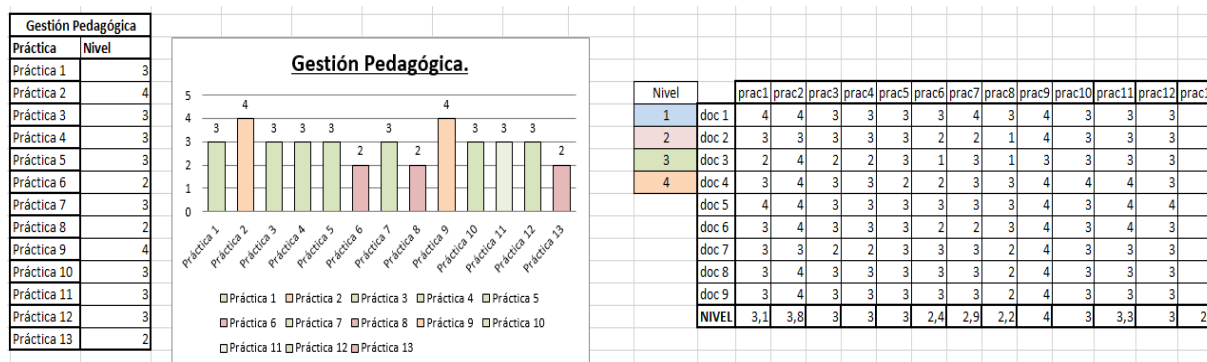 Gestión Pedagógica
Práctica Nivel
Práctica 1 3
Práctica 2 4
Práctica 3 3
Práctica 4 3
Práctica 5 3
Práctica 6 2
Práctica 7 3
Práctica 8 2
Práctica 9 4
Práctica 10 3
Práctica 11 3
Práctica 12 3
Práctica 13 2
Gestión Pedagógica.
5
4
3
2
1
0
3 4 3 3 3 2 3 2 4 3 3 3 2
Práctica 1 Práctica 2 Práctica 3 Práctica 4 Práctica 5 Práctica 6 Práctica 7 Práctica 8 Práctica 9 Práctica 10 Práctica 11 Práctica 12 Práctica 13
Práctica 1 Práctica 2 Práctica 3 Práctica 4 Práctica 5
Práctica 6 Práctica 7 Práctica 8 Práctica 9 Práctica 10
Práctica 11 Práctica 12 Práctica 13
Nivel
1
2
3
4
prac1 prac2 prac3 prac4 prac5 prac6 prac7 prac8 prac9 prac10 prac11 prac12
doc 1 4 4 3 3 3 3 4 3 4 3 3 3
doc 2 3 3 3 3 3 2 2 1 4 3 3 3
doc 3 2 4 2 2 3 1 3 1 3 3 3 3
doc 4 3 4 3 3 2 2 3 3 4 4 4 3
doc 5 4 4 3 3 3 3 3 3 4 3 4 4
doc 6 3 4 3 3 3 2 2 3 4 3 4 3
doc 7 3 3 2 2 3 3 3 2 4 3 3 3
doc 8 3 4 3 3 3 3 3 2 4 3 3 3
doc 9 3 4 3 3 3 3 3 2 4 3 3 3
NIVEL 3,1 3,8 3 3 3 2,4 2,9 2,2 4 3 3,3 3